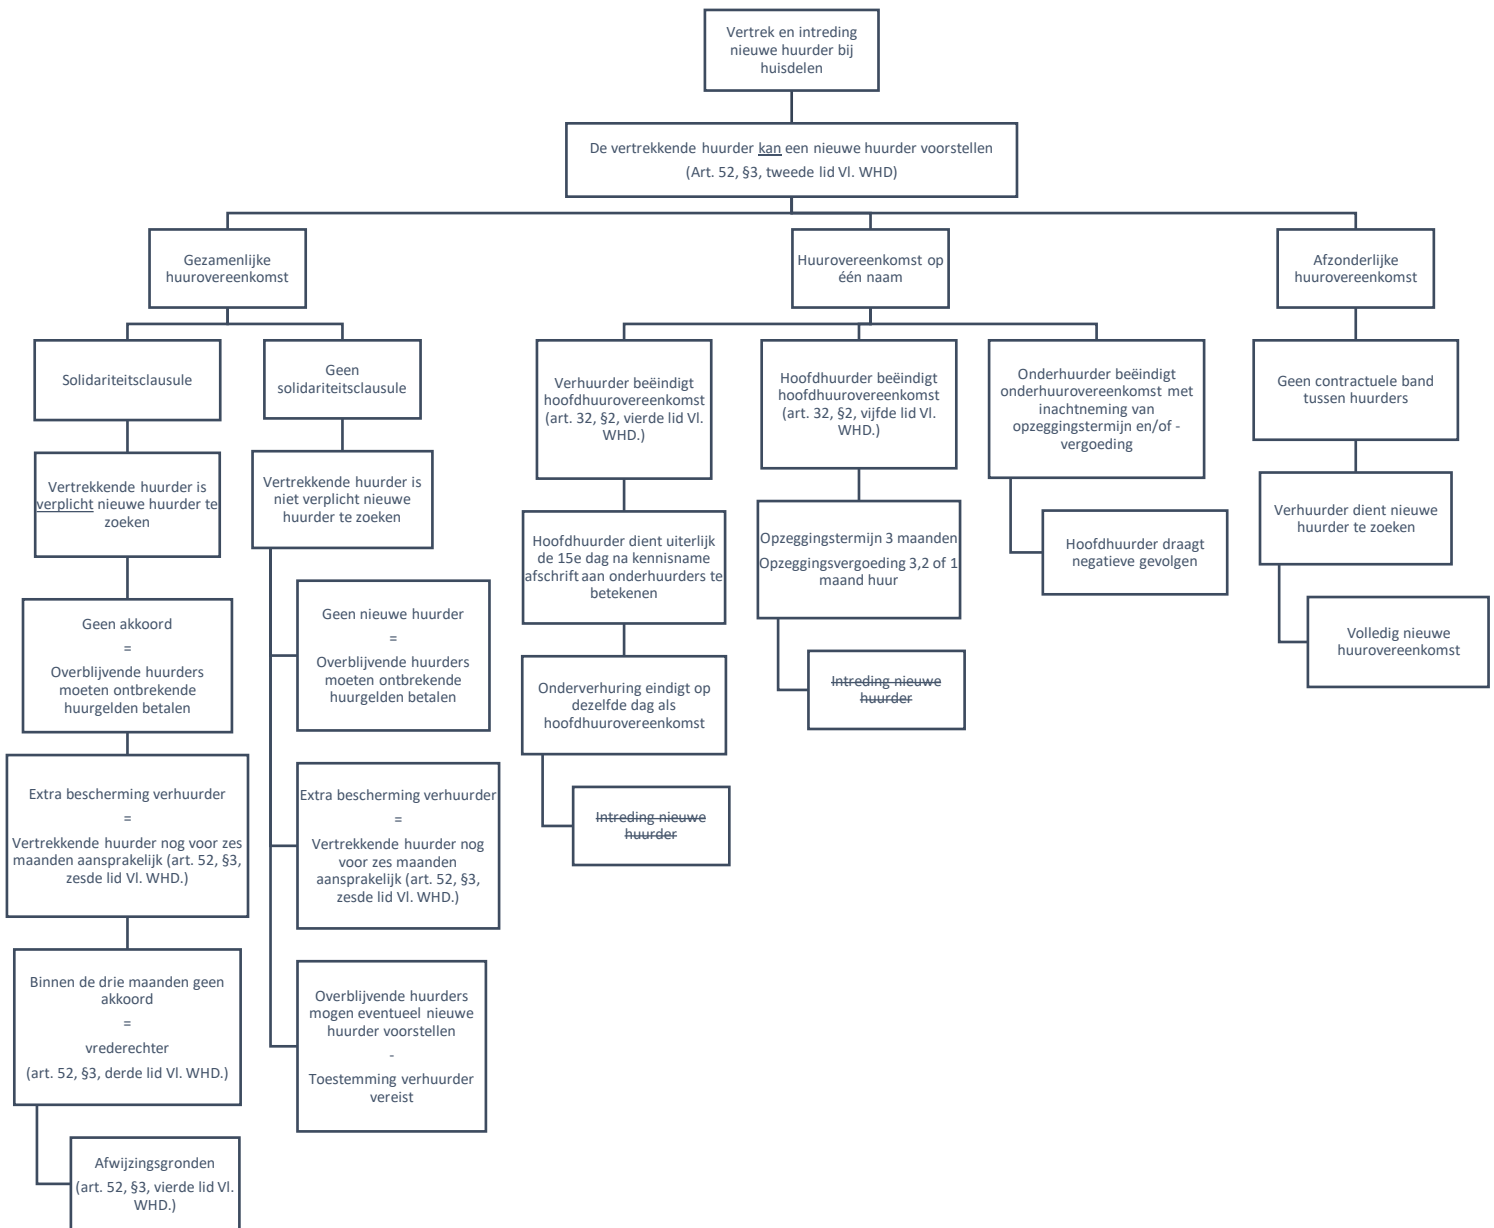 Vertrek en intreding
nieuwe huurder bij
huisdelen
De vertrekkende huurder kan een nieuwe huurder voorstellen
(Art. 52, §3, tweede lid Vl. WHD)
Gezamenlijke
huurovereenkomst
Solidariteitsclausule
Vertrekkende huurder is
verplicht nieuwe huurder te
zoeken
Geen akkoord
=
Overblijvende huurders
moeten ontbrekende
huurgelden betalen
Extra bescherming verhuurder
=
Vertrekkende huurder nog voor zes
maanden aansprakelijk (art. 52, §3,
zesde lid Vl. WHD.)
Binnen de drie maanden geen
akkoord
=
vrederechter
(art. 52, §3, derde lid Vl. WHD.)
Afwijzingsgronden
(art. 52, §3, vierde lid Vl.
WHD.)
Geen
solidariteitsclausule
Vertrekkende huurder is
niet verplicht nieuwe
huurder te zoeken
Geen nieuwe huurder
=
Overblijvende huurders
moeten ontbrekende
huurgelden betalen
Extra bescherming verhuurder
=
Vertrekkende huurder nog
voor zes maanden
aansprakelijk (art. 52, §3,
zesde lid Vl. WHD.)
Overblijvende huurders
mogen eventueel nieuwe
huurder voorstellen
-
Toestemming verhuurder
vereist
Huurovereenkomst op
één naam
Verhuurder beëindigt
hoofdhuurovereenkomst
(art. 32, §2, vierde lid Vl.
WHD.)
Hoofdhuurder dient uiterlijk
de 15e dag na kennisname
afschrift aan onderhuurders te
betekenen
Onderverhuring eindigt op
dezelfde dag als
hoofdhuurovereenkomst
Intreding nieuwe
huurder
Hoofdhuurder beëindigt
hoofdhuurovereenkomst
(art. 32, §2, vijfde lid Vl.
WHD.)
Opzeggingstermijn 3 maanden
Opzeggingsvergoeding 3,2 of 1
maand huur
Intreding nieuwe
huurder
Onderhuurder beëindigt
onderhuurovereenkomst met
inachtneming van
opzeggingstermijn en/of -
vergoeding
Hoofdhuurder draagt
negatieve gevolgen
Afzonderlijke
huurovereenkomst
Geen contractuele band
tussen huurders
Verhuurder dient nieuwe
huurder te zoeken
Volledig nieuwe
huurovereenkomst